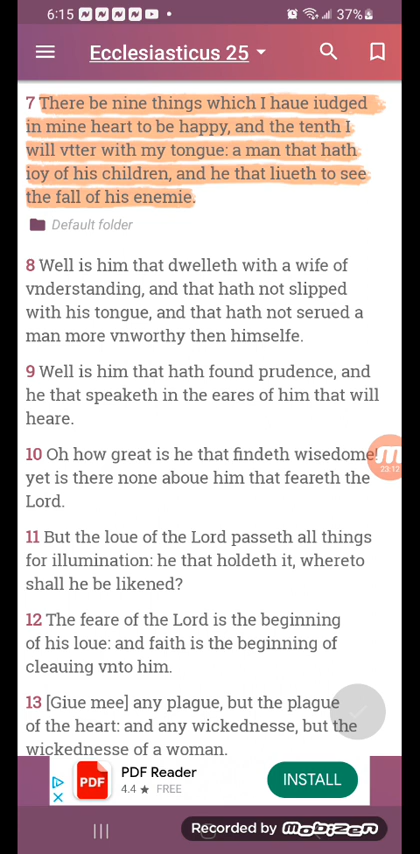 6:15 37%
Ecclesiasticus 25
7 There be nine things which I haue iudged
in mine heart to be happy, and the tenth I
will vtter with my tongue: a man that hath
ioy of his children, and he that liueth to see
the fall of his enemie.
Default folder
8 Well is him that dwelleth with a wife of
vnderstanding, and that hath not slipped
with his tongue, and that hath not serued a
man more vnworthy then himselfe.
9 Well is him that hath found prudence, and
he that speaketh in the eares of him that will
heare.
10 Oh how great is he that findeth wisedome!
yet is there none aboue him that feareth the
Lord.
23:12
11 But the loue of the Lord passeth all things
for illumination: he that holdeth it, whereto
shall he be likened?
12 The feare of the Lord is the beginning
of his loue: and faith is the beginning of
cleauing vnto him.
13 [Giue mee] any plague, but the plague
of the heart: and any wickednesse, but the
wickednesse of a woman.
PDF
PDF Reader
4.4 ★ FREE
INSTALL
Recorded by mobizen